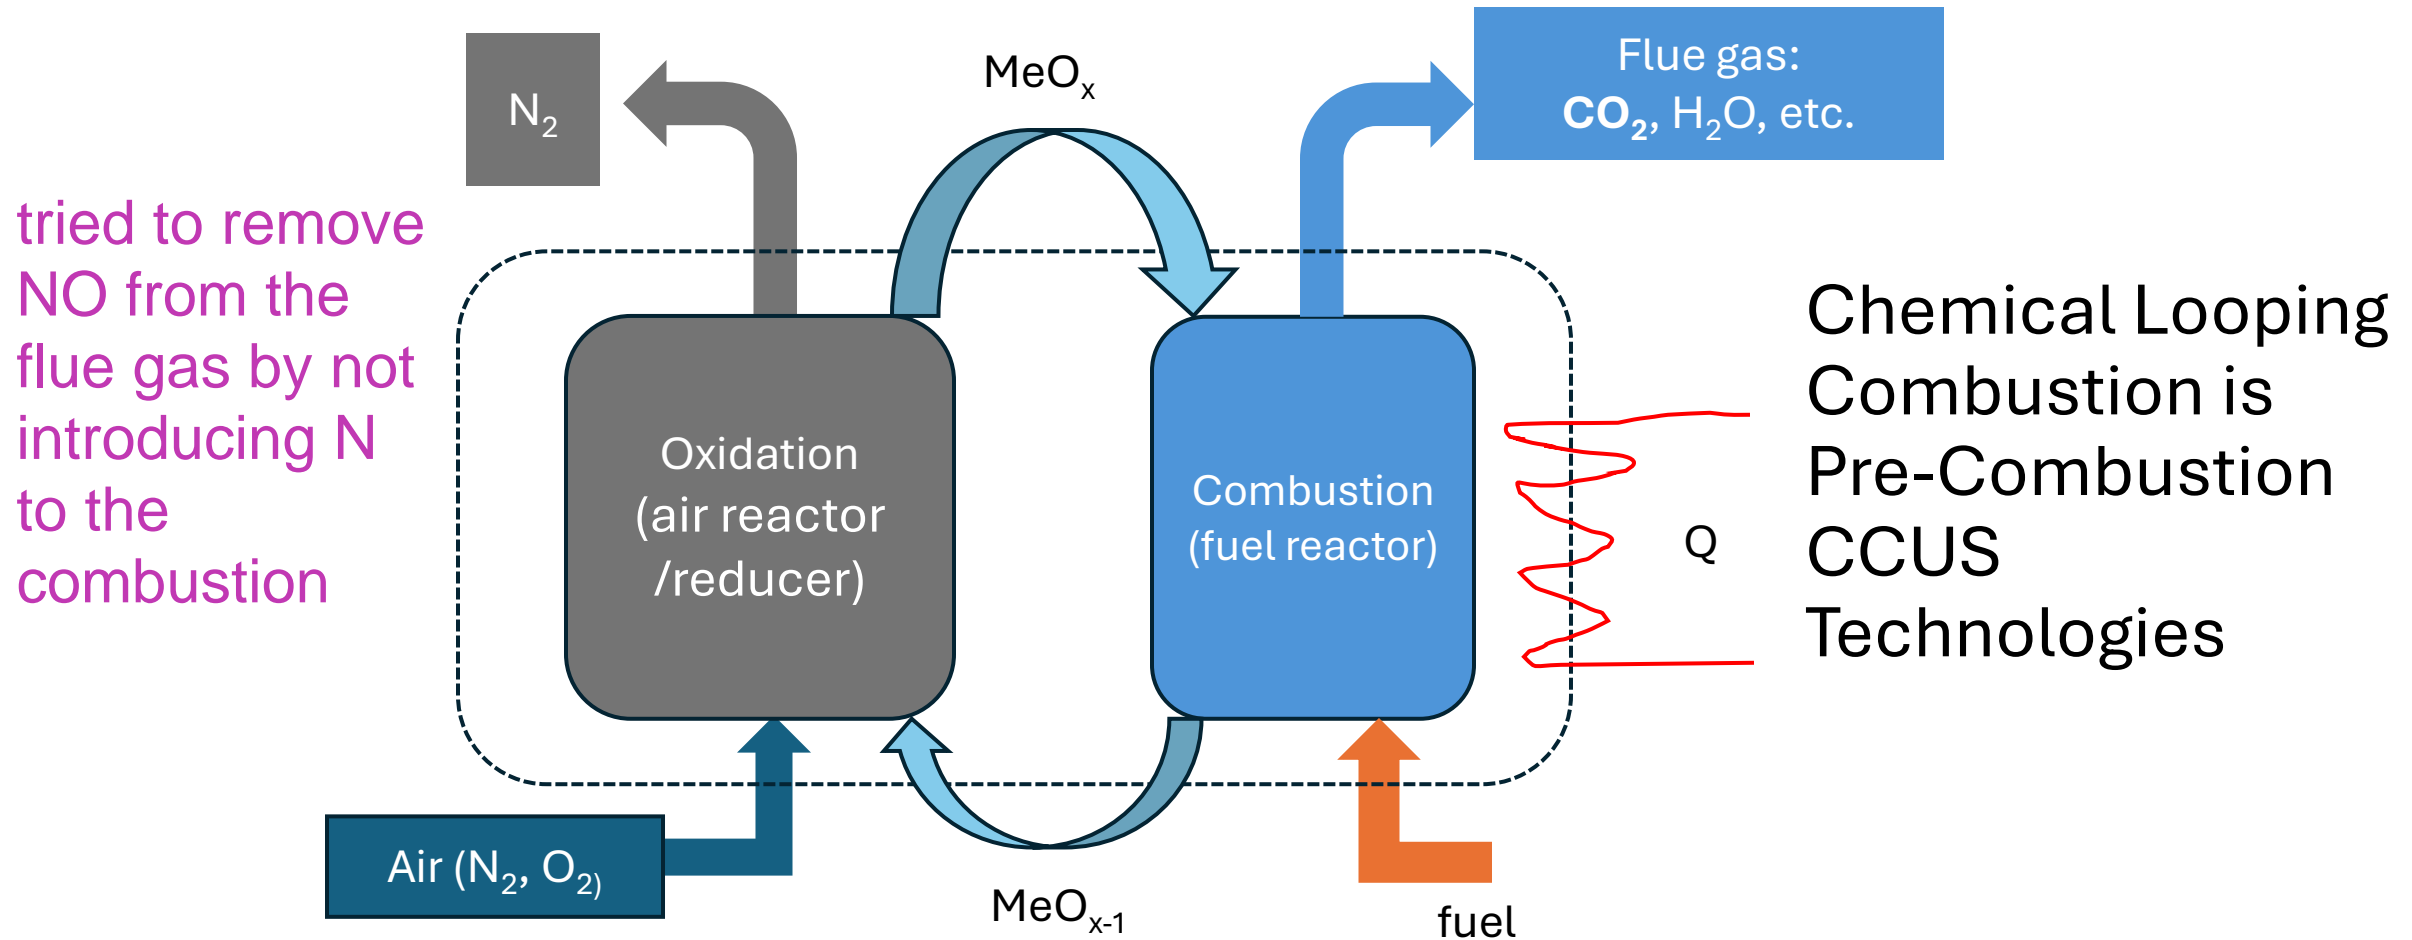 MeOₓ
N₂
Flue gas:
CO₂, H₂O, etc.
tried to remove
NO from the
flue gas by not
introducing N
to the
combustion
Oxidation
(air reactor
/reducer)
Combustion
(fuel reactor)
Q
Chemical Looping
Combustion is
Pre-Combustion
CCUS
Technologies
Air (N₂, O₂₎
MeOₓ₋₁
fuel